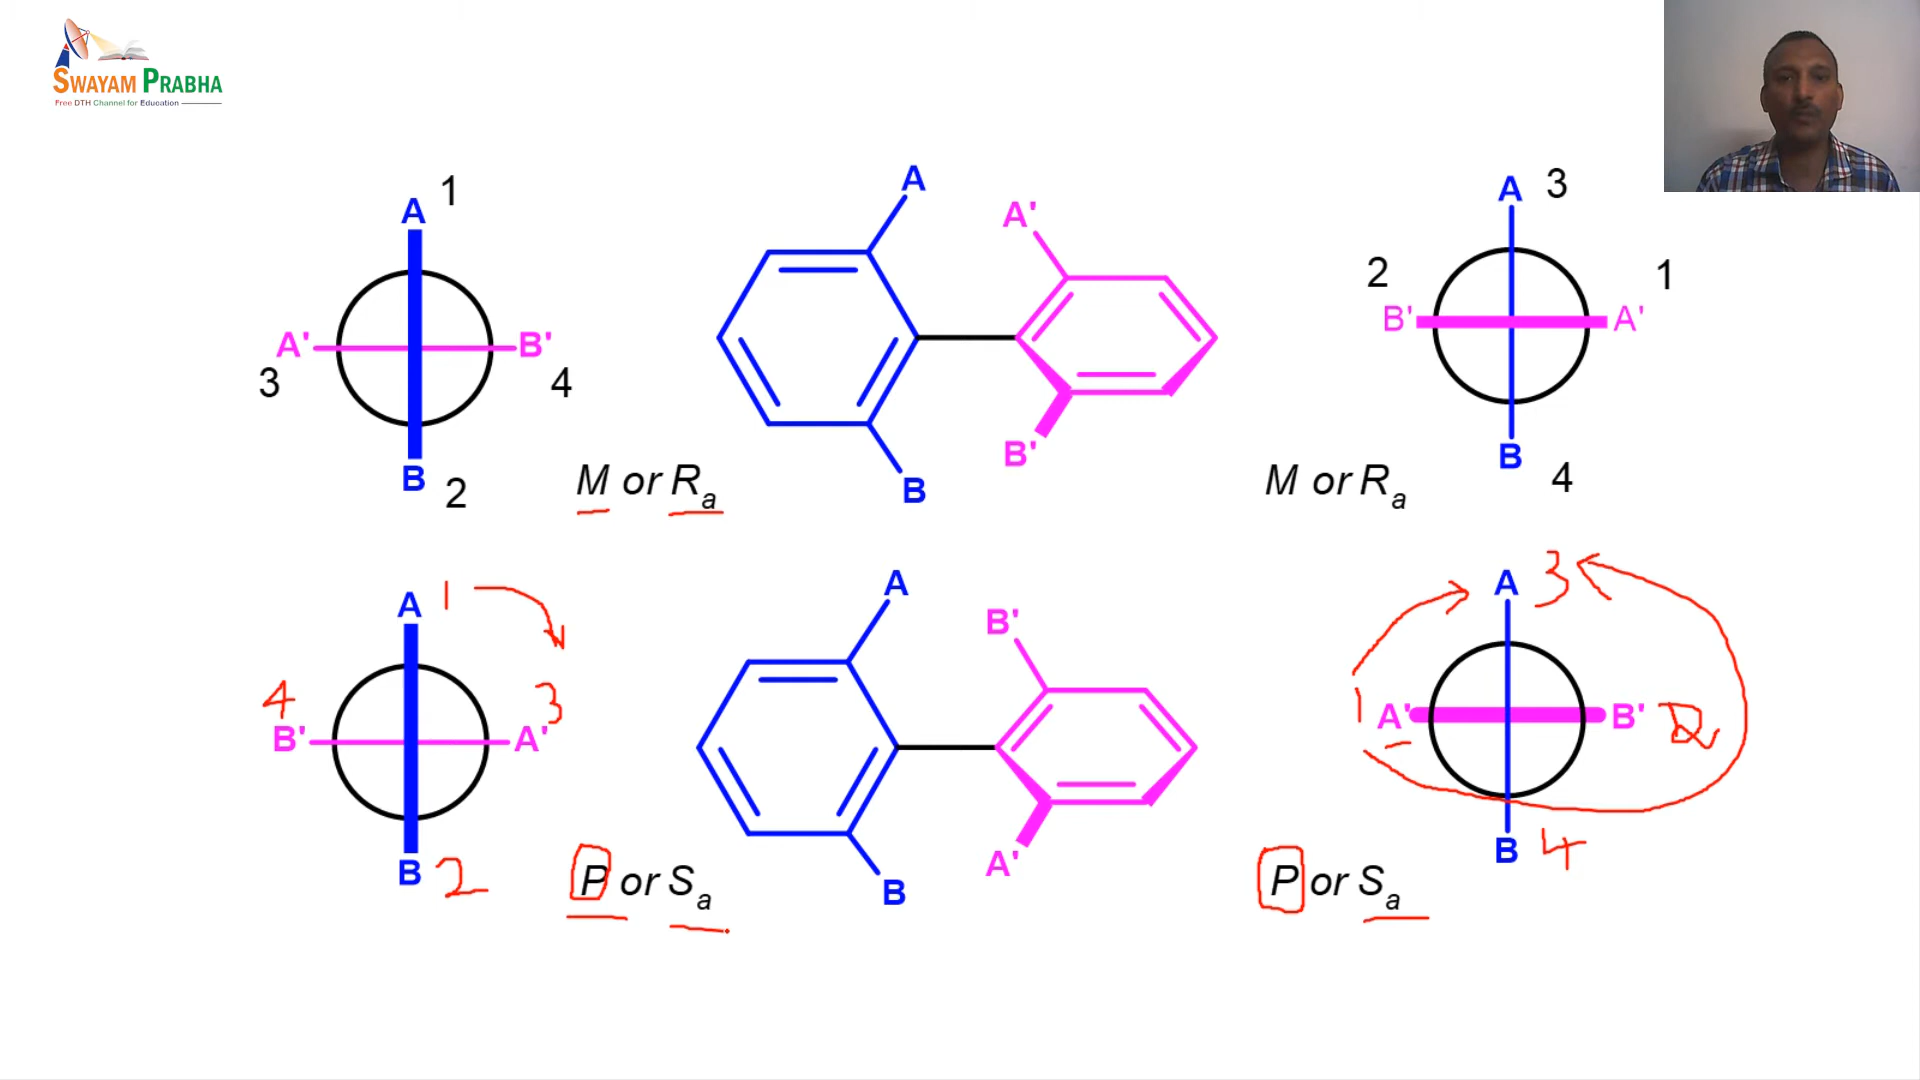 SWAYAM PRABHA
Free DTH Channel for Education
A 1
A' B'
3 4
B 2
M or Ra
A
A'
B'
B
A 3
2 1
B' A'
B 4
M or Ra
A 1
4 3
B' A'
B 2
P or Sa
A
B'
A'
B
A 3
1 A' B' 2
B 4
P or Sa